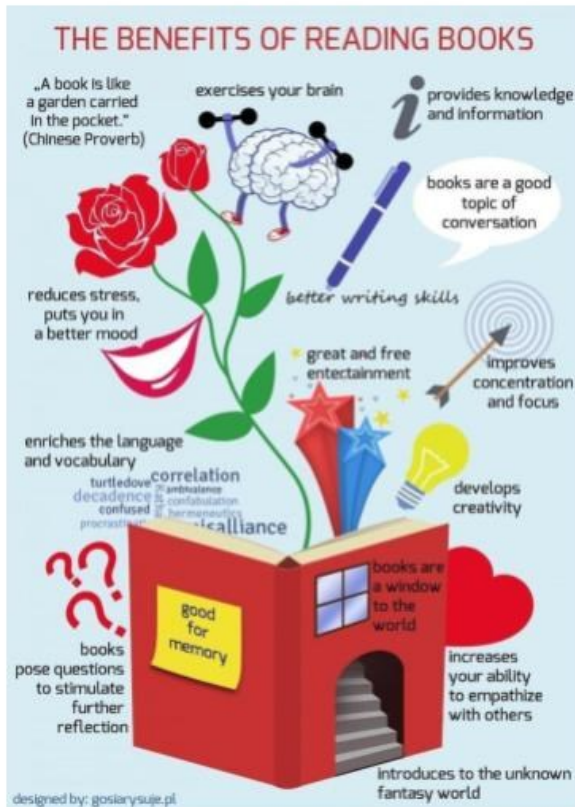 THE BENEFITS OF READING BOOKS
„A book is like
a garden carried
in the pocket."
(Chinese Proverb)
exercises your brain
provides knowledge
and information
books are a good
topic of
conversation
reduces stress,
puts you in
a better mood
better writing skills
great and free
entectainment
improves
concentration
and focus
enriches the language
and vocabulary
turtledove
correlation
decadence
ambivalence
confused
confabulation
hermeneutics
develops
creativity
books are
a window
to the
world
good
for
memory
books
pose questions
to stimulate
further
reflection
increases
your ability
to empathize
with others
introduces to the unknown
fantasy world
designed by: gosiarysuje.pl